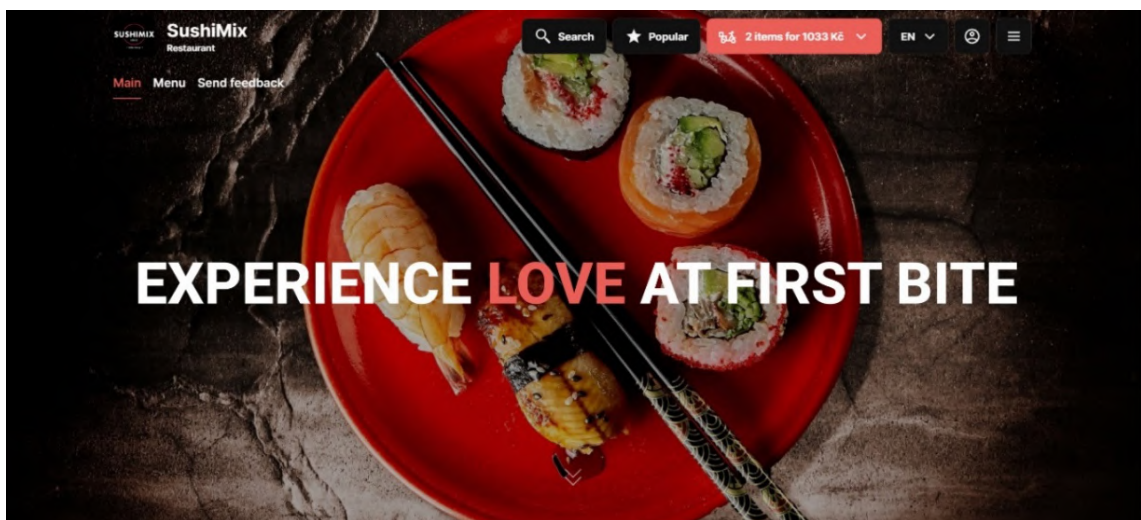 SUSHIMIX
SushiMix
Restaurant
Search
Popular
2 items for 1033 Kč
EN
Main
Menu
Send feedback
EXPERIENCE LOVE AT FIRST BITE